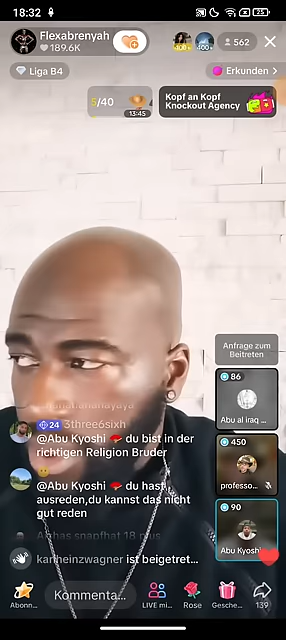 18:32
25
Flexabrenyah
189.6K
400+
400+
562
Liga B4
Erkunden
5/40
13:45
Kopf an Kopf
Knockout Agency
Anfrage zum
Beitreten
86
Abu al iraq ...
450
professo...
90
Abu Kyoshi
24 3three6sixh
@Abu Kyoshi du bist in der
richtigen Religion Bruder
@Abu Kyoshi du hast
ausreden,du kannst das nicht
gut reden
karlheinzwagner ist beigetret...
Abonn...
Kommenta...
LIVE mi...
Rose
Gesche...
139